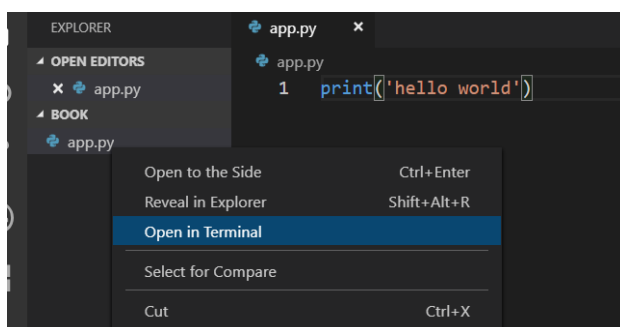 EXPLORER
OPEN EDITORS
app.py
BOOK
app.py
app.py
app.py
1 print('hello world')
Open to the Side Ctrl+Enter
Reveal in Explorer Shift+Alt+R
Open in Terminal
Select for Compare
Cut Ctrl+X